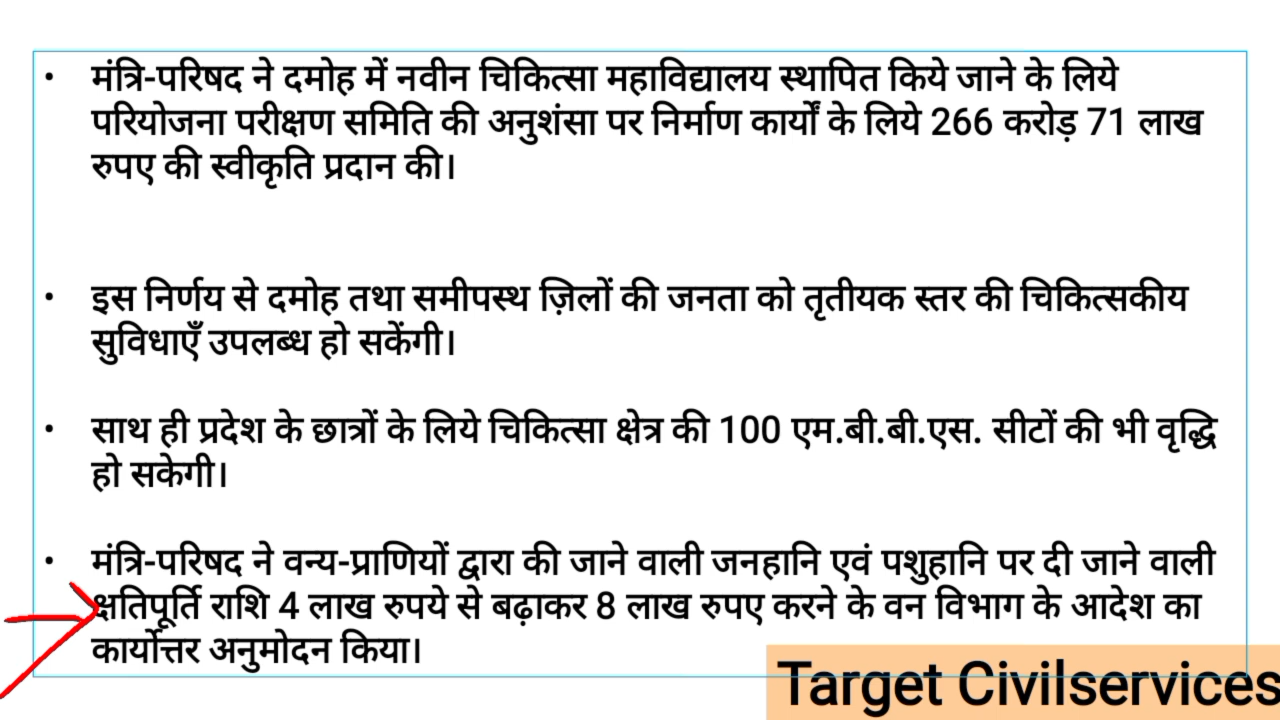 • मंत्रि-परिषद ने दमोह में नवीन चिकित्सा महाविद्यालय स्थापित किये जाने के लिये
परियोजना परीक्षण समिति की अनुशंसा पर निर्माण कार्यों के लिये 266 करोड़ 71 लाख
रुपए की स्वीकृति प्रदान की।
• इस निर्णय से दमोह तथा समीपस्थ ज़िलों की जनता को तृतीयक स्तर की चिकित्सकीय
सुविधाएँ उपलब्ध हो सकेंगी।
• साथ ही प्रदेश के छात्रों के लिये चिकित्सा क्षेत्र की 100 एम.बी.बी.एस. सीटों की भी वृद्धि
हो सकेगी।
• मंत्रि-परिषद ने वन्य-प्राणियों द्वारा की जाने वाली जनहानि एवं पशुहानि पर दी जाने वाली
क्षतिपूर्ति राशि 4 लाख रुपये से बढ़ाकर 8 लाख रुपए करने के वन विभाग के आदेश का
कार्योत्तर अनुमोदन किया।
Target Civilservices